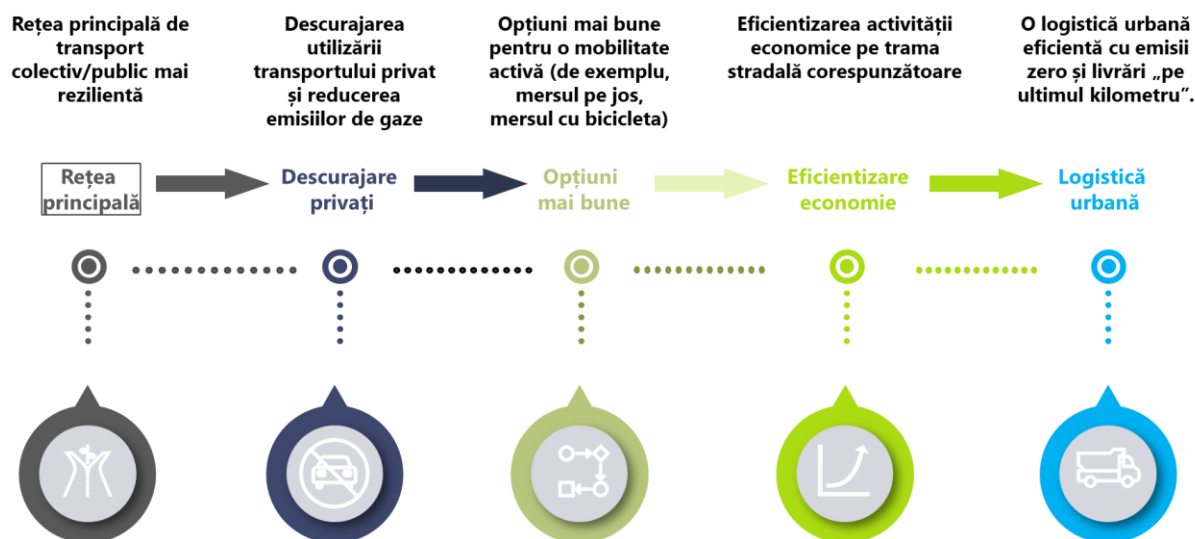 Rețea principală de
transport
colectiv/public mai
rezilientă
Descurajarea
utilizării
transportului privat
și reducerea
emisiilor de gaze
Opțiuni mai bune
pentru o mobilitate
activă (de exemplu,
mersul pe jos,
mersul cu bicicleta)
Eficientizarea activității
economice pe trama
stradală corespunzătoare
O logistică urbană
eficientă cu emisii
zero și livrări „pe
ultimul kilometru”.
Rețea
principală
Descurajare
privați
Opțiuni
mai bune
Eficientizare
economie
Logistică
urbană